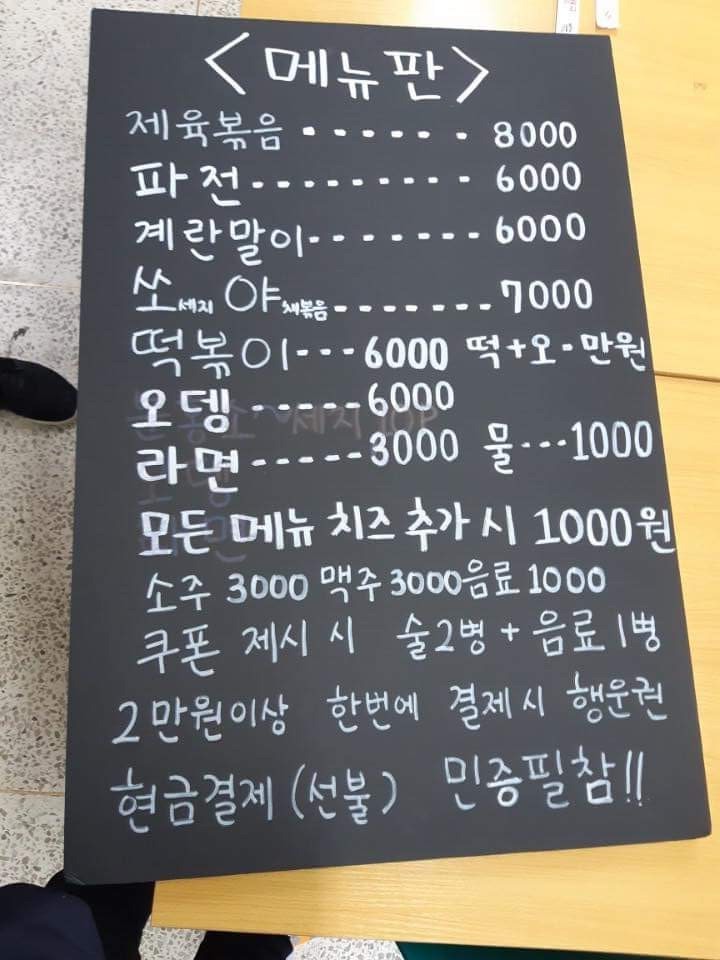 <메뉴판>
제육볶음 - - - - - - 8000
파전 - - - - - - - - - 6000
계란말이 - - - - - - - - 6000
쏘세지 야채볶음 - - - - - - - - 7000
떡볶이 - - - 6000 떡+오-만원
오뎅 - - - - - 6000
라면 - - - - - 3000 물 - - - 1000
모든 메뉴 치즈 추가 시 1000원
소주 3000 맥주 3000 음료 1000
쿠폰 제시 시 술2병 + 음료 1병
2만원이상 한번에 결제시 행운권
현금결제 (선불) 민증필참!!